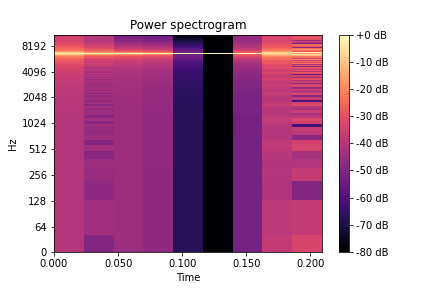 Power spectrogram
Hz
8192
4096
2048
1024
512
256
128
64
0
0.000 0.050 0.100 0.150 0.200
Time
+0 dB
-10 dB
-20 dB
-30 dB
-40 dB
-50 dB
-60 dB
-70 dB
-80 dB